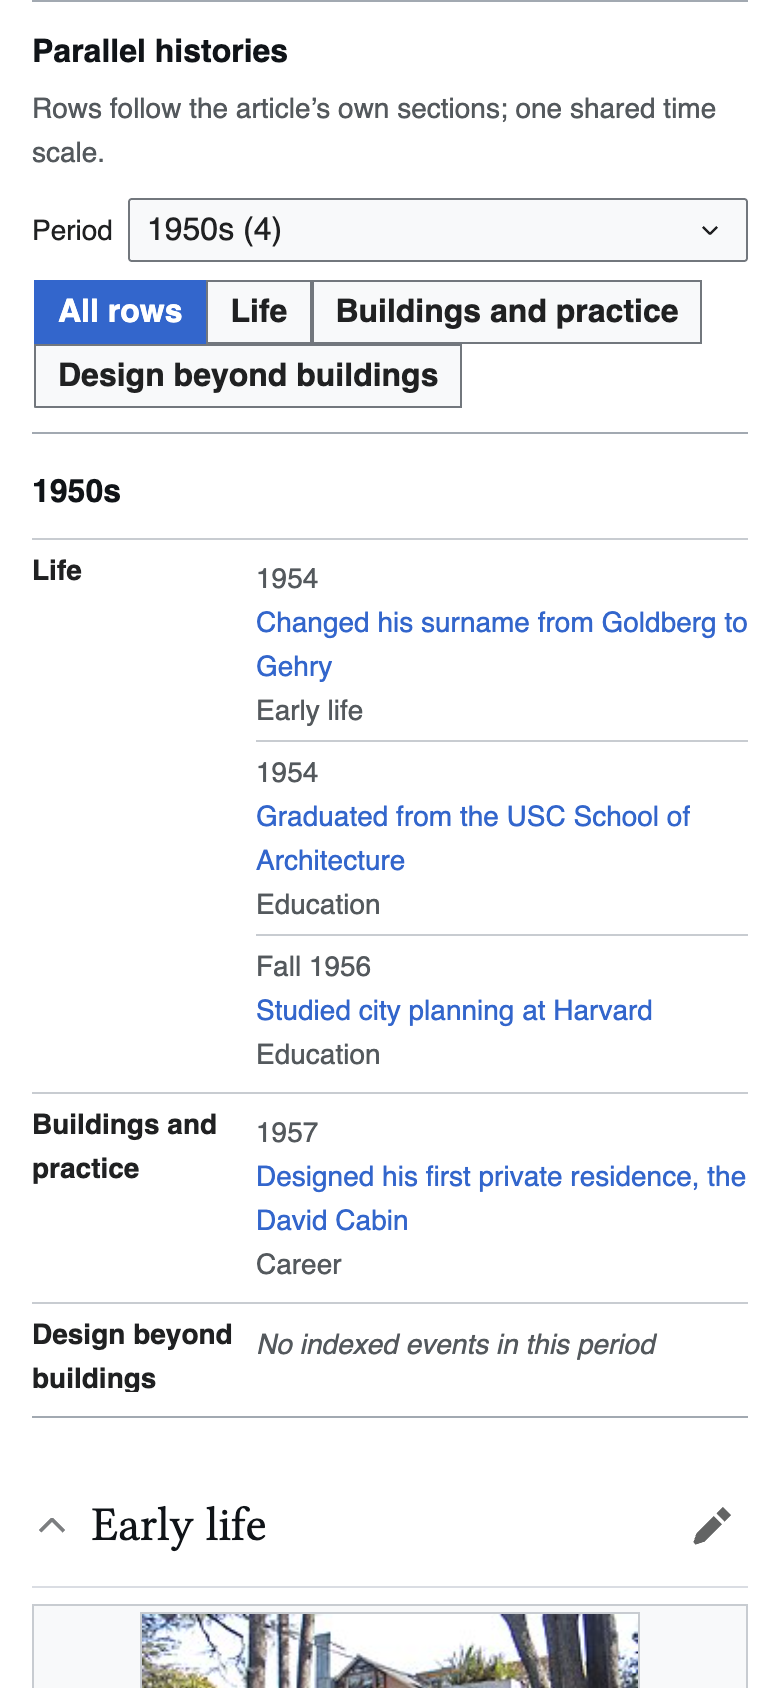 Parallel histories
Rows follow the article’s own sections; one shared time
scale.
Period
1950s (4)
All rows
Life
Buildings and practice
Design beyond buildings
1950s
Life
1954
Changed his surname from Goldberg to
Gehry
Early life
1954
Graduated from the USC School of
Architecture
Education
Fall 1956
Studied city planning at Harvard
Education
Buildings and
practice
1957
Designed his first private residence, the
David Cabin
Career
Design beyond
buildings
No indexed events in this period
Early life